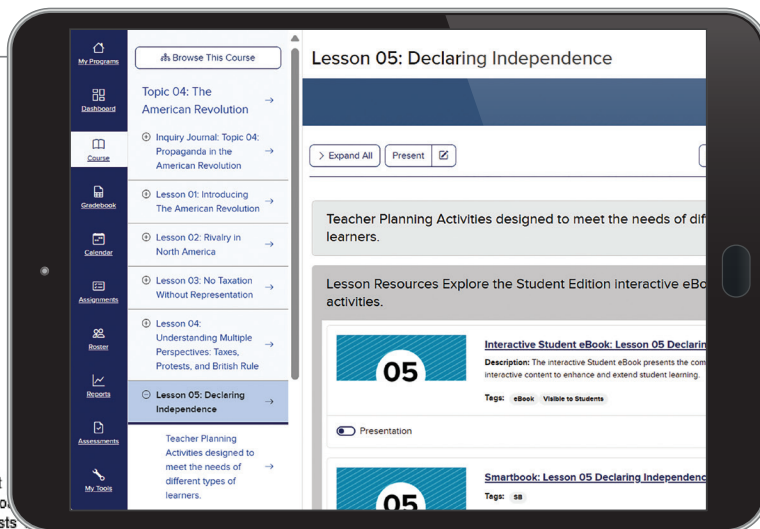 My Programs
Dashboard
Course
Gradebook
Calendar
Assignments
Roster
Reports
Assessments
My Tools
Browse This Course
Topic 04: The
American Revolution
Inquiry Journal: Topic 04:
Propaganda in the
American Revolution
Lesson 01: Introducing
The American Revolution
Lesson 02: Rivalry in
North America
Lesson 03: No Taxation
Without Representation
Lesson 04:
Understanding Multiple
Perspectives: Taxes,
Protests, and British Rule
Lesson 05: Declaring
Independence
Teacher Planning
Activities designed to
meet the needs of
different types of
learners.
Lesson 05: Declaring Independence
Expand All
Present
Teacher Planning Activities designed to meet the needs of
learners.
Lesson Resources Explore the Student Edition interactive
activities.
05
Interactive Student eBook: Lesson 05
Description: The interactive Student eBook presents the
interactive content to enhance and extend student learning.
Tags: eBook Visible to Students
Presentation
05
Smartbook: Lesson 05 Declaring
Tags: SB